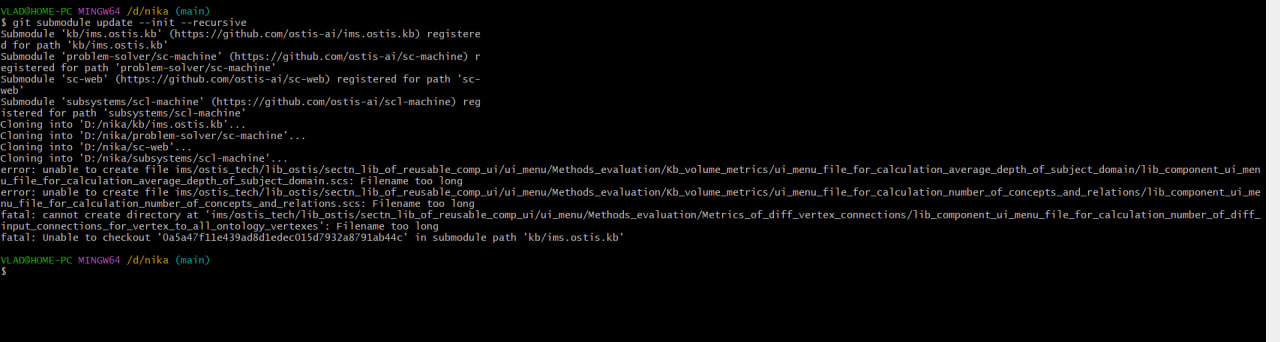 VLAD@HOME-PC MINGW64 /d/nika (main)
$ git submodule update --init --recursive
Submodule 'kb/ims.ostis.kb' (https://github.com/ostis-ai/ims.ostis.kb) registere
d for path 'kb/ims.ostis.kb'
Submodule 'problem-solver/sc-machine' (https://github.com/ostis-ai/sc-machine) r
egistered for path 'problem-solver/sc-machine'
Submodule 'sc-web' (https://github.com/ostis-ai/sc-web) registered for path 'sc-
web'
Submodule 'subsystems/scl-machine' (https://github.com/ostis-ai/scl-machine) reg
istered for path 'subsystems/scl-machine'
Cloning into 'D:/nika/kb/ims.ostis.kb'...
Cloning into 'D:/nika/problem-solver/sc-machine'...
Cloning into 'D:/nika/sc-web'...
Cloning into 'D:/nika/subsystems/scl-machine'...
error: unable to create file ims/ostis_tech/lib_ostis/sectn_lib_of_reusable_comp_ui/ui_menu/Methods_evaluation/Kb_volume_metrics/ui_menu_file_for_calculation_average_depth_of_subject_domain/lib_component_ui_men
u_file_for_calculation_average_depth_of_subject_domain.scs: Filename too long
error: unable to create file ims/ostis_tech/lib_ostis/sectn_lib_of_reusable_comp_ui/ui_menu/Methods_evaluation/Kb_volume_metrics/ui_menu_file_for_calculation_number_of_concepts_and_relations/lib_component_ui_me
nu_file_for_calculation_number_of_concepts_and_relations.scs: Filename too long
fatal: cannot create directory at 'ims/ostis_tech/lib_ostis/sectn_lib_of_reusable_comp_ui/ui_menu/Methods_evaluation/Metrics_of_diff_vertex_connections/lib_component_ui_menu_file_for_calculation_number_of_diff_
input_connections_for_vertex_to_all_ontology_vertexes': Filename too long
fatal: Unable to checkout '0a5a47f11e439ad8d1edec015d7932a8791ab44c' in submodule path 'kb/ims.ostis.kb'
VLAD@HOME-PC MINGW64 /d/nika (main)
$